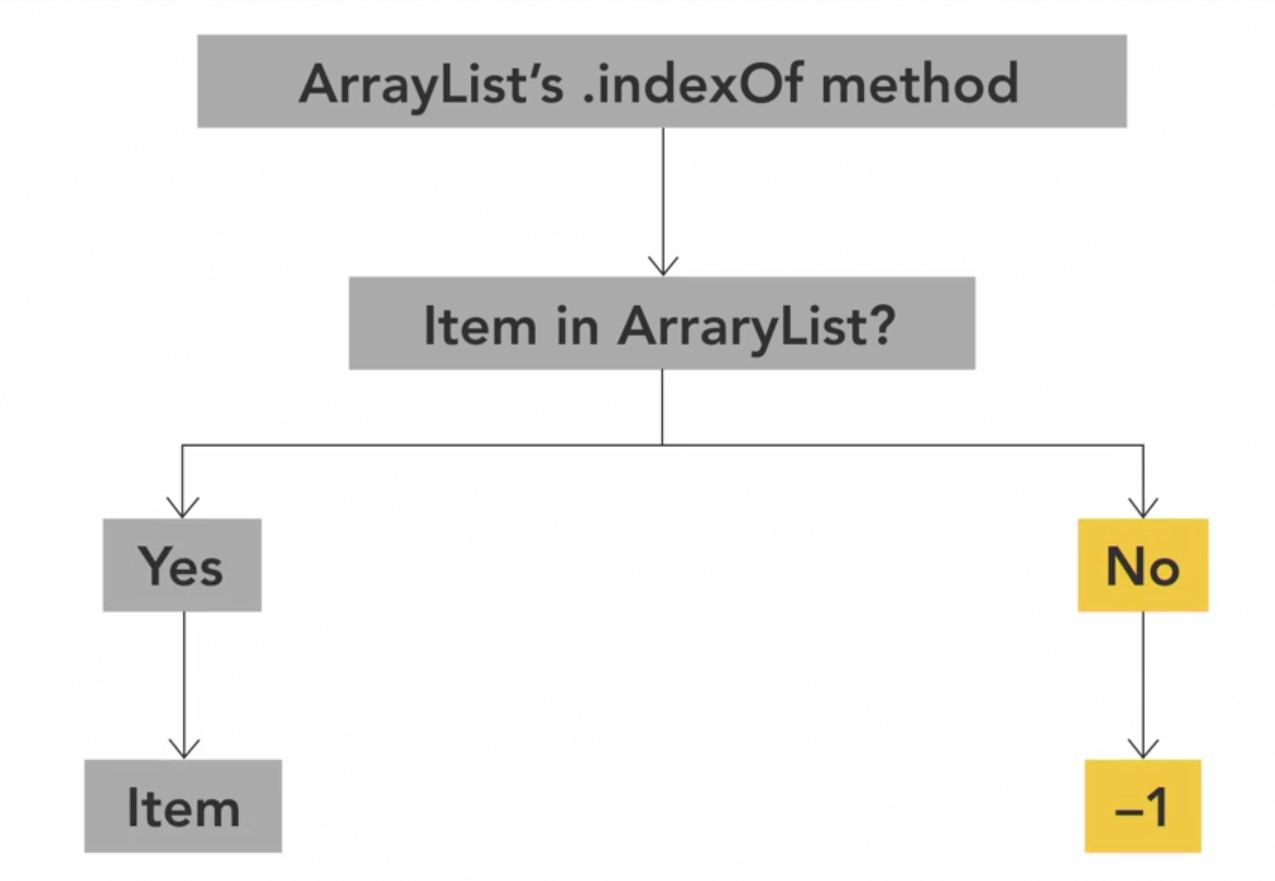 ArrayList’s .indexOf method
Item in ArraryList?
Yes
No
Item
–1